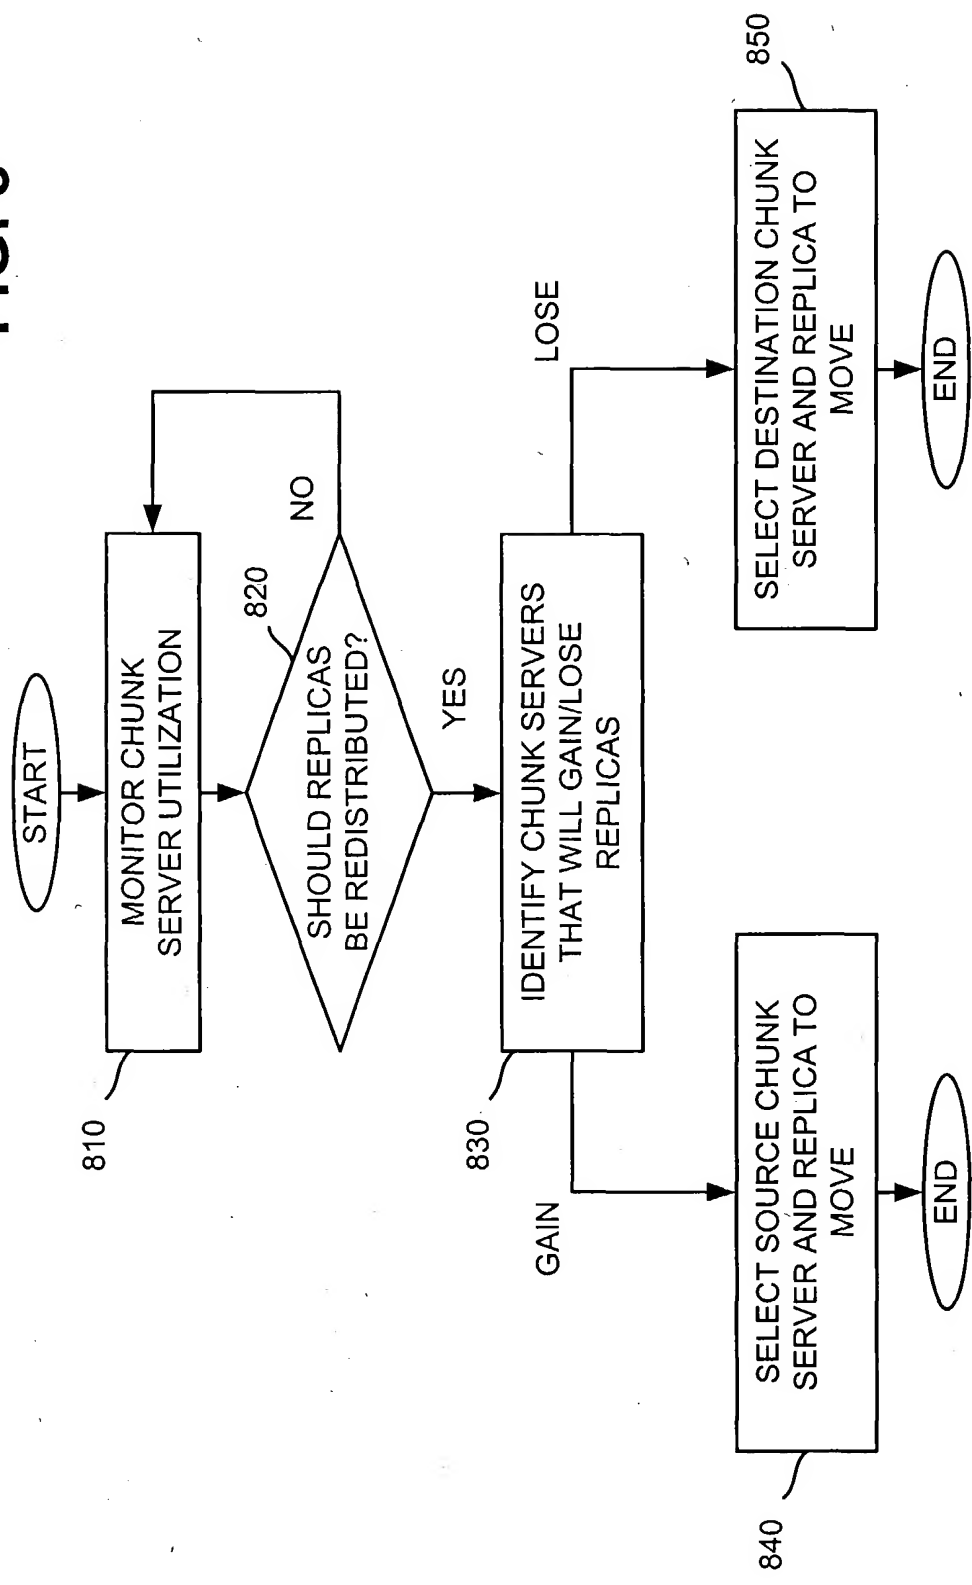 START
MONITOR CHUNK
SERVER UTILIZATION
810
SHOULD REPLICAS
BE REDISTRIBUTED?
820
NO
YES
IDENTIFY CHUNK SERVERS
THAT WILL GAIN/LOSE
REPLICAS
830
GAIN
LOSE
SELECT SOURCE CHUNK
SERVER AND REPLICA TO
MOVE
840
SELECT DESTINATION CHUNK
SERVER AND REPLICA TO
MOVE
850
END
END